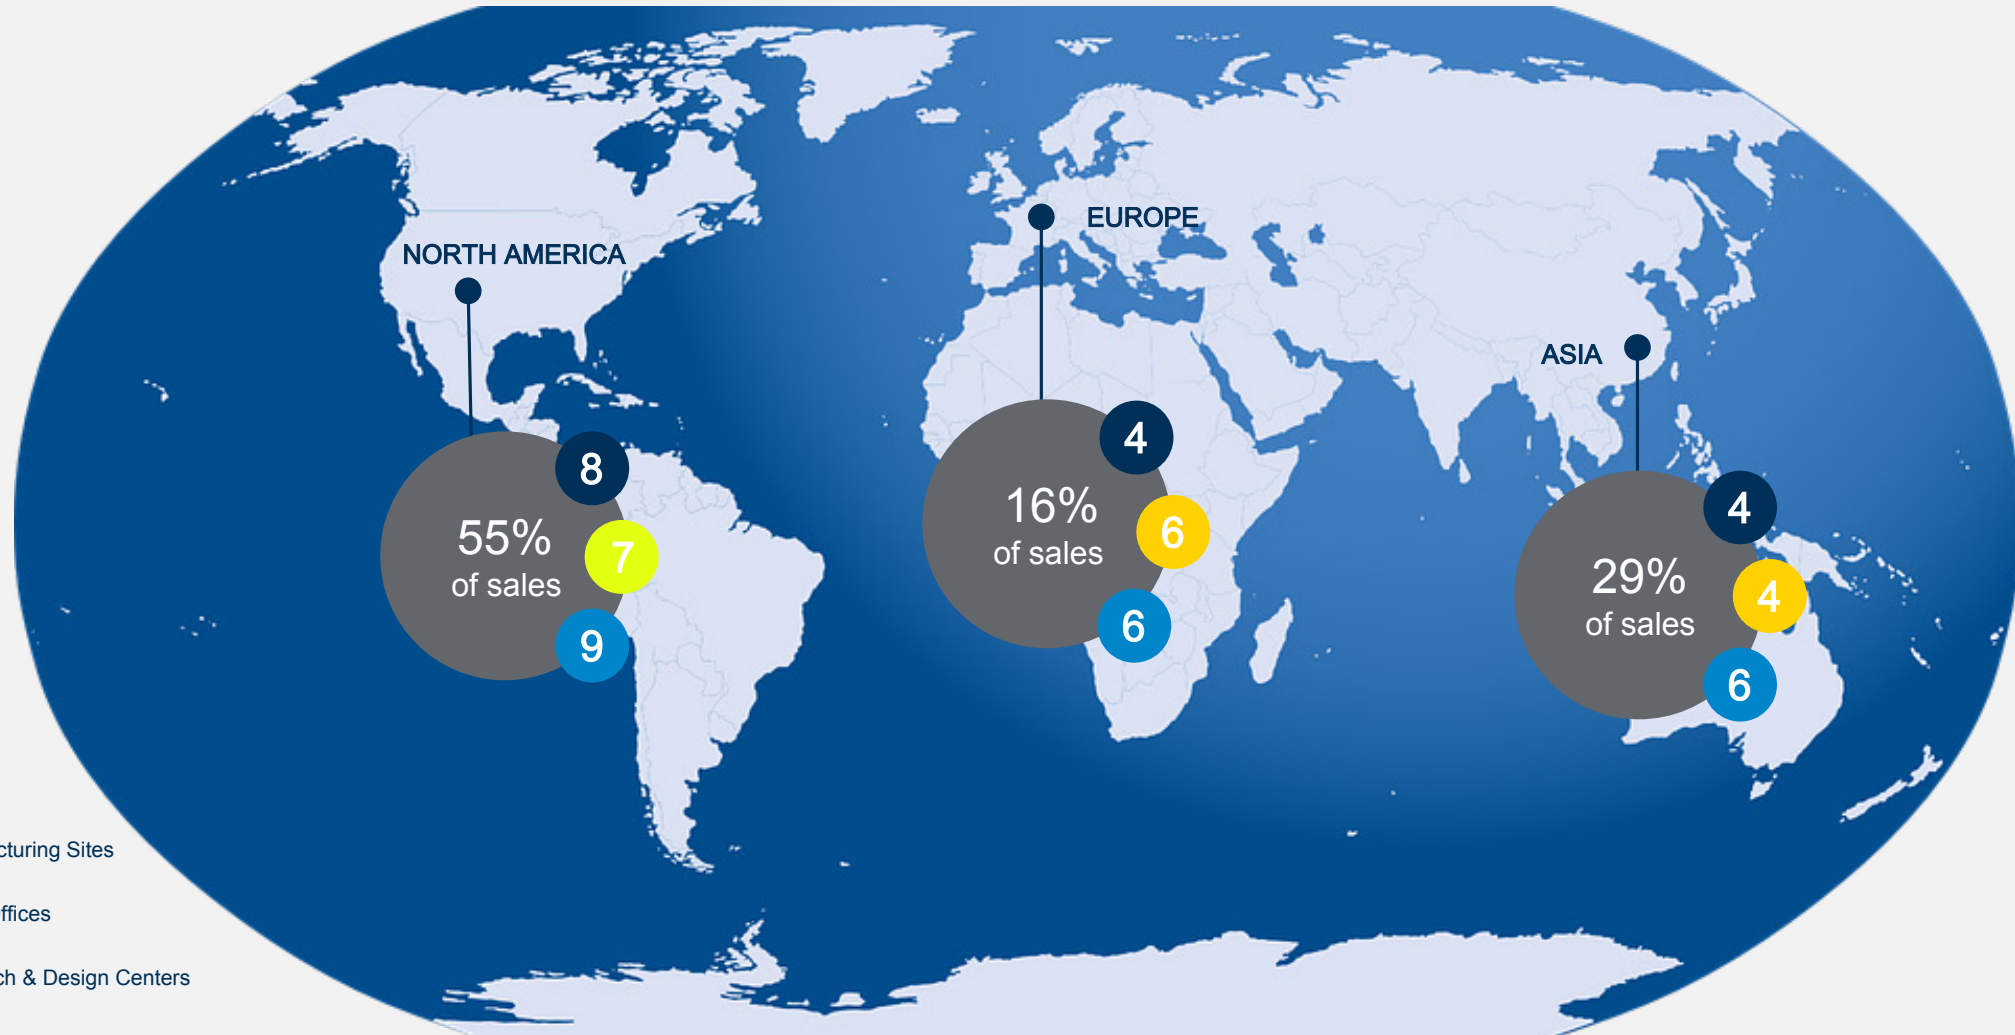 NORTH AMERICA
EUROPE
ASIA
8
55%
of sales
7
9
4
16%
of sales
6
6
4
29%
of sales
4
6
cturing Sites
ffices
ch & Design Centers